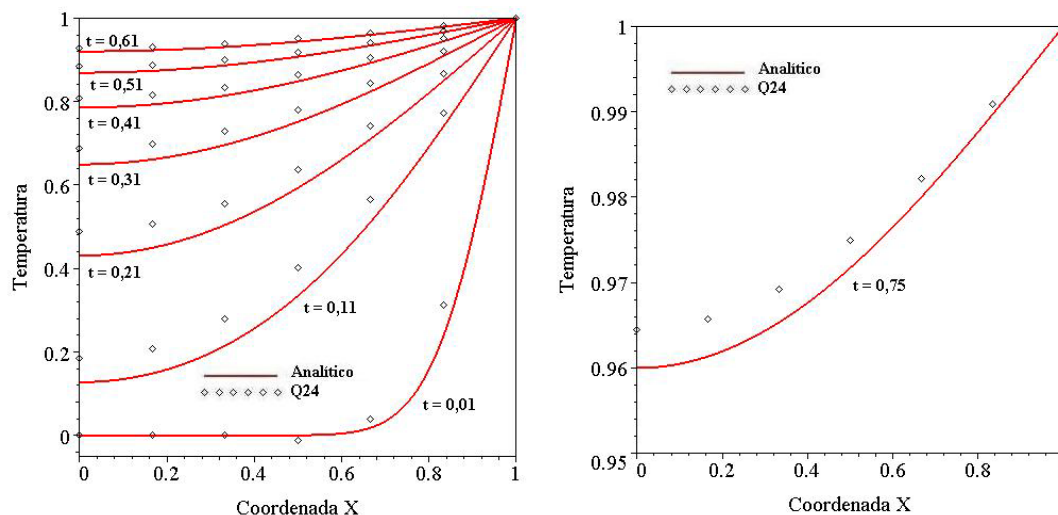 1
0.8
0.6
0.4
0.2
0
Temperatura
t = 0,61
t = 0,51
t = 0,41
t = 0,31
t = 0,21
t = 0,11
t = 0,01
Analítico
Q24
0
0.2
0.4
0.6
0.8
1
Coordenada X
1
0.99
0.98
0.97
0.96
0.95
Temperatura
Analítico
Q24
t = 0,75
0
0.2
0.4
0.6
0.8
Coordenada X